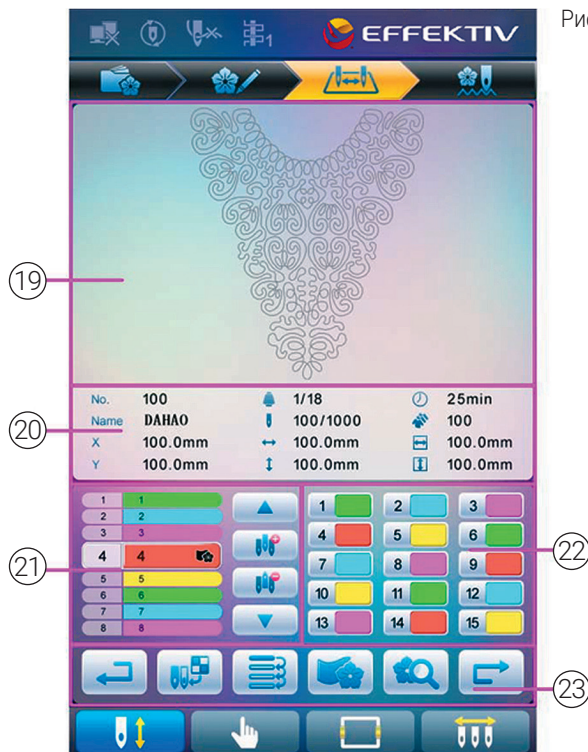 Рис
1
EFFEKTIV
19
No. 100 1/18 25min
Name DAHAO 100/1000 100
X 100.0mm 100.0mm 100.0mm
Y 100.0mm 100.0mm 100.0mm
20
1 1
2 2
3 3
4 4
5 5
6 6
7 7
8 8
21
1 2 3
4 5 6
7 8 9
10 11 12
13 14 15
22
23